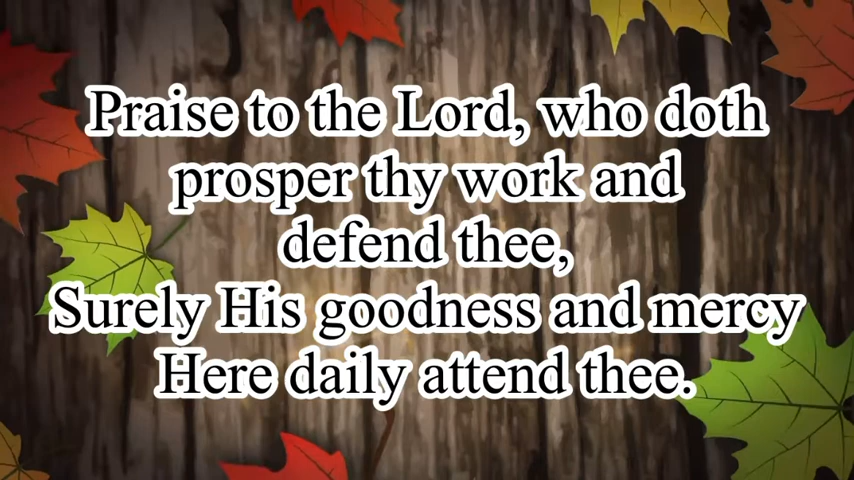 Praise to the Lord, who doth
prosper thy work and
defend thee,
Surely His goodness and mercy
Here daily attend thee.